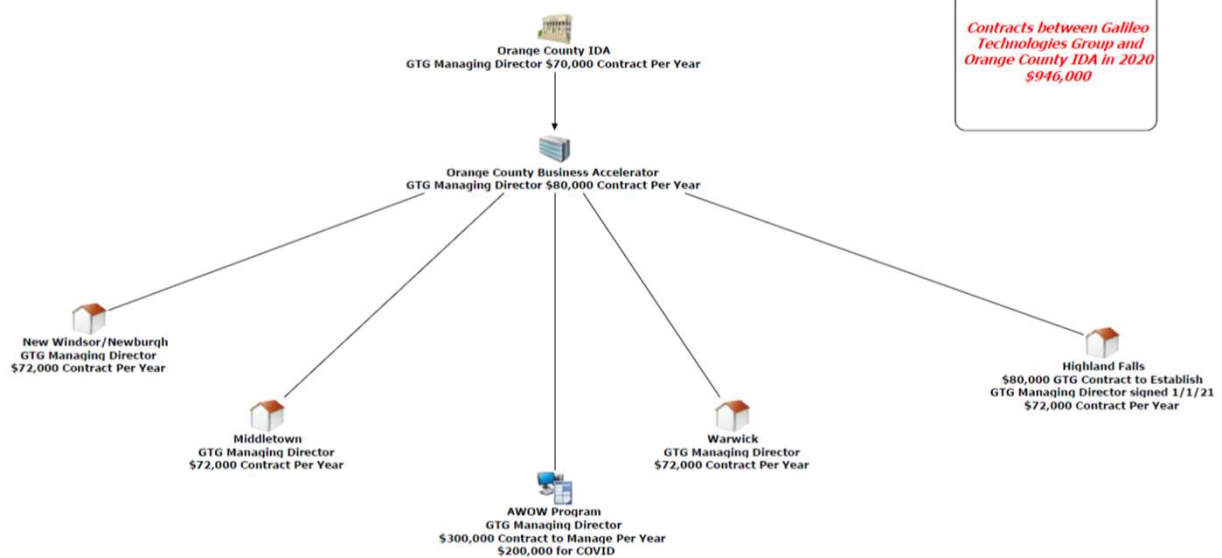 Contracts between Galileo
Technologies Group and
Orange County IDA in 2020
$946,000
Orange County IDA
GTG Managing Director $70,000 Contract Per Year
Orange County Business Accelerator
GTG Managing Director $80,000 Contract Per Year
New Windsor/Newburgh
GTG Managing Director
$72,000 Contract Per Year
Highland Falls
$80,000 GTG Contract to Establish
GTG Managing Director signed 1/1/21
$72,000 Contract Per Year
Middletown
GTG Managing Director
$72,000 Contract Per Year
Warwick
GTG Managing Director
$72,000 Contract Per Year
AWOW Program
GTG Managing Director
$300,000 Contract to Manage Per Year
$200,000 for COVID